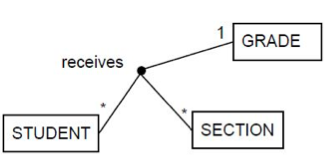 1
GRADE
receives
*
*
STUDENT
SECTION